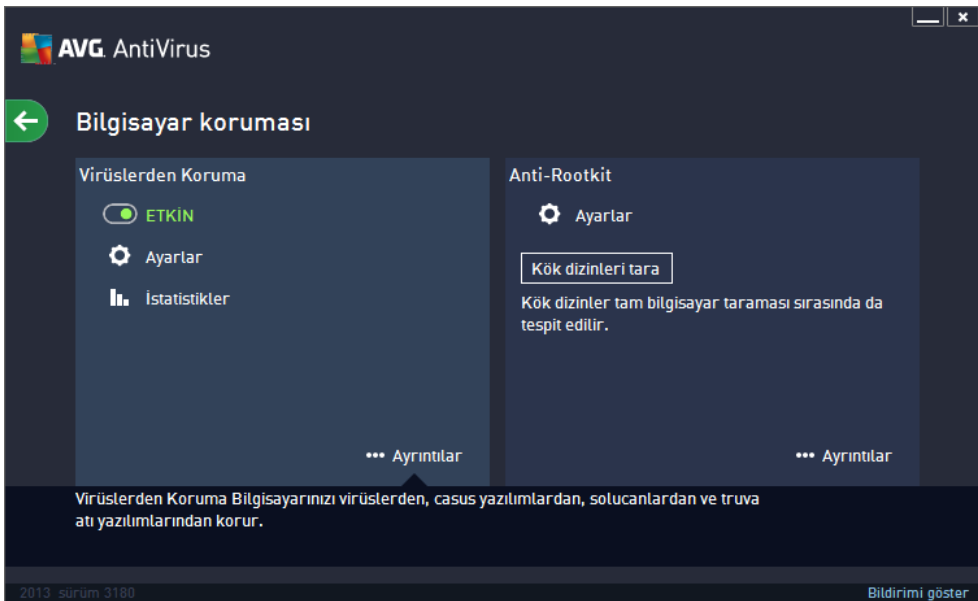 AVG. AntiVirus
Bilgisayar koruması
Virüslerden Koruma
ETKİN
Ayarlar
İstatistikler
••• Ayrıntılar
Anti-Rootkit
Ayarlar
Kök dizinleri tara
Kök dizinler tam bilgisayar taraması sırasında da
tespit edilir.
••• Ayrıntılar
Virüslerden Koruma Bilgisayarınızı virüslerden, casus yazılımlardan, solucanlardan ve truva
atı yazılımlarından korur.
2013 sürüm 3180
Bildirimi göster